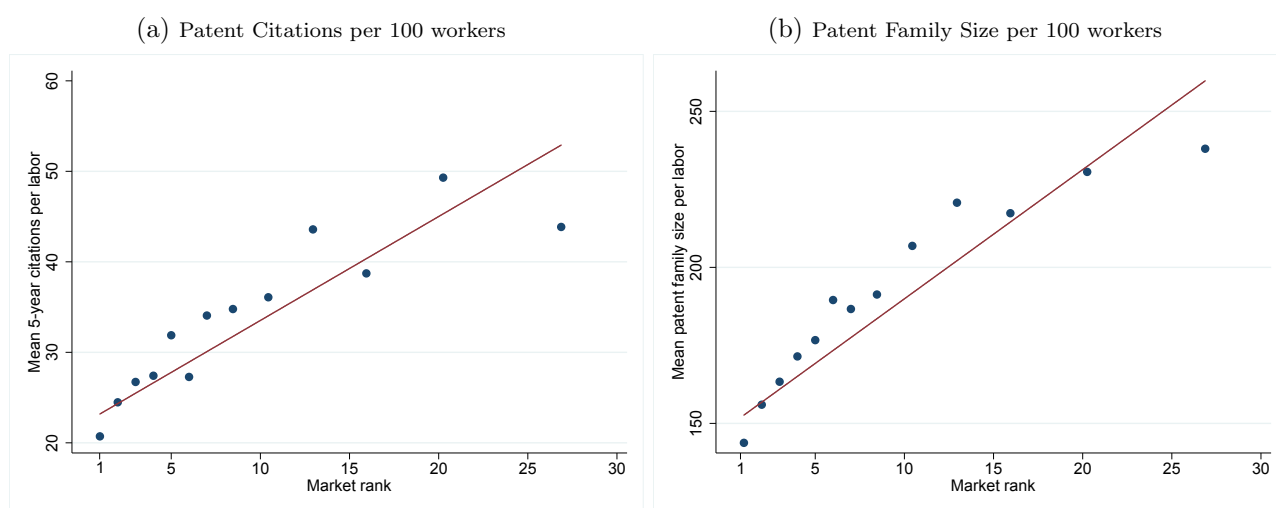 (a) Patent Citations per 100 workers
Mean 5-year citations per labor
60
50
40
30
20
1 5 10 15 20 25 30
Market rank
(b) Patent Family Size per 100 workers
Mean patent family size per labor
250
200
150
1 5 10 15 20 25 30
Market rank